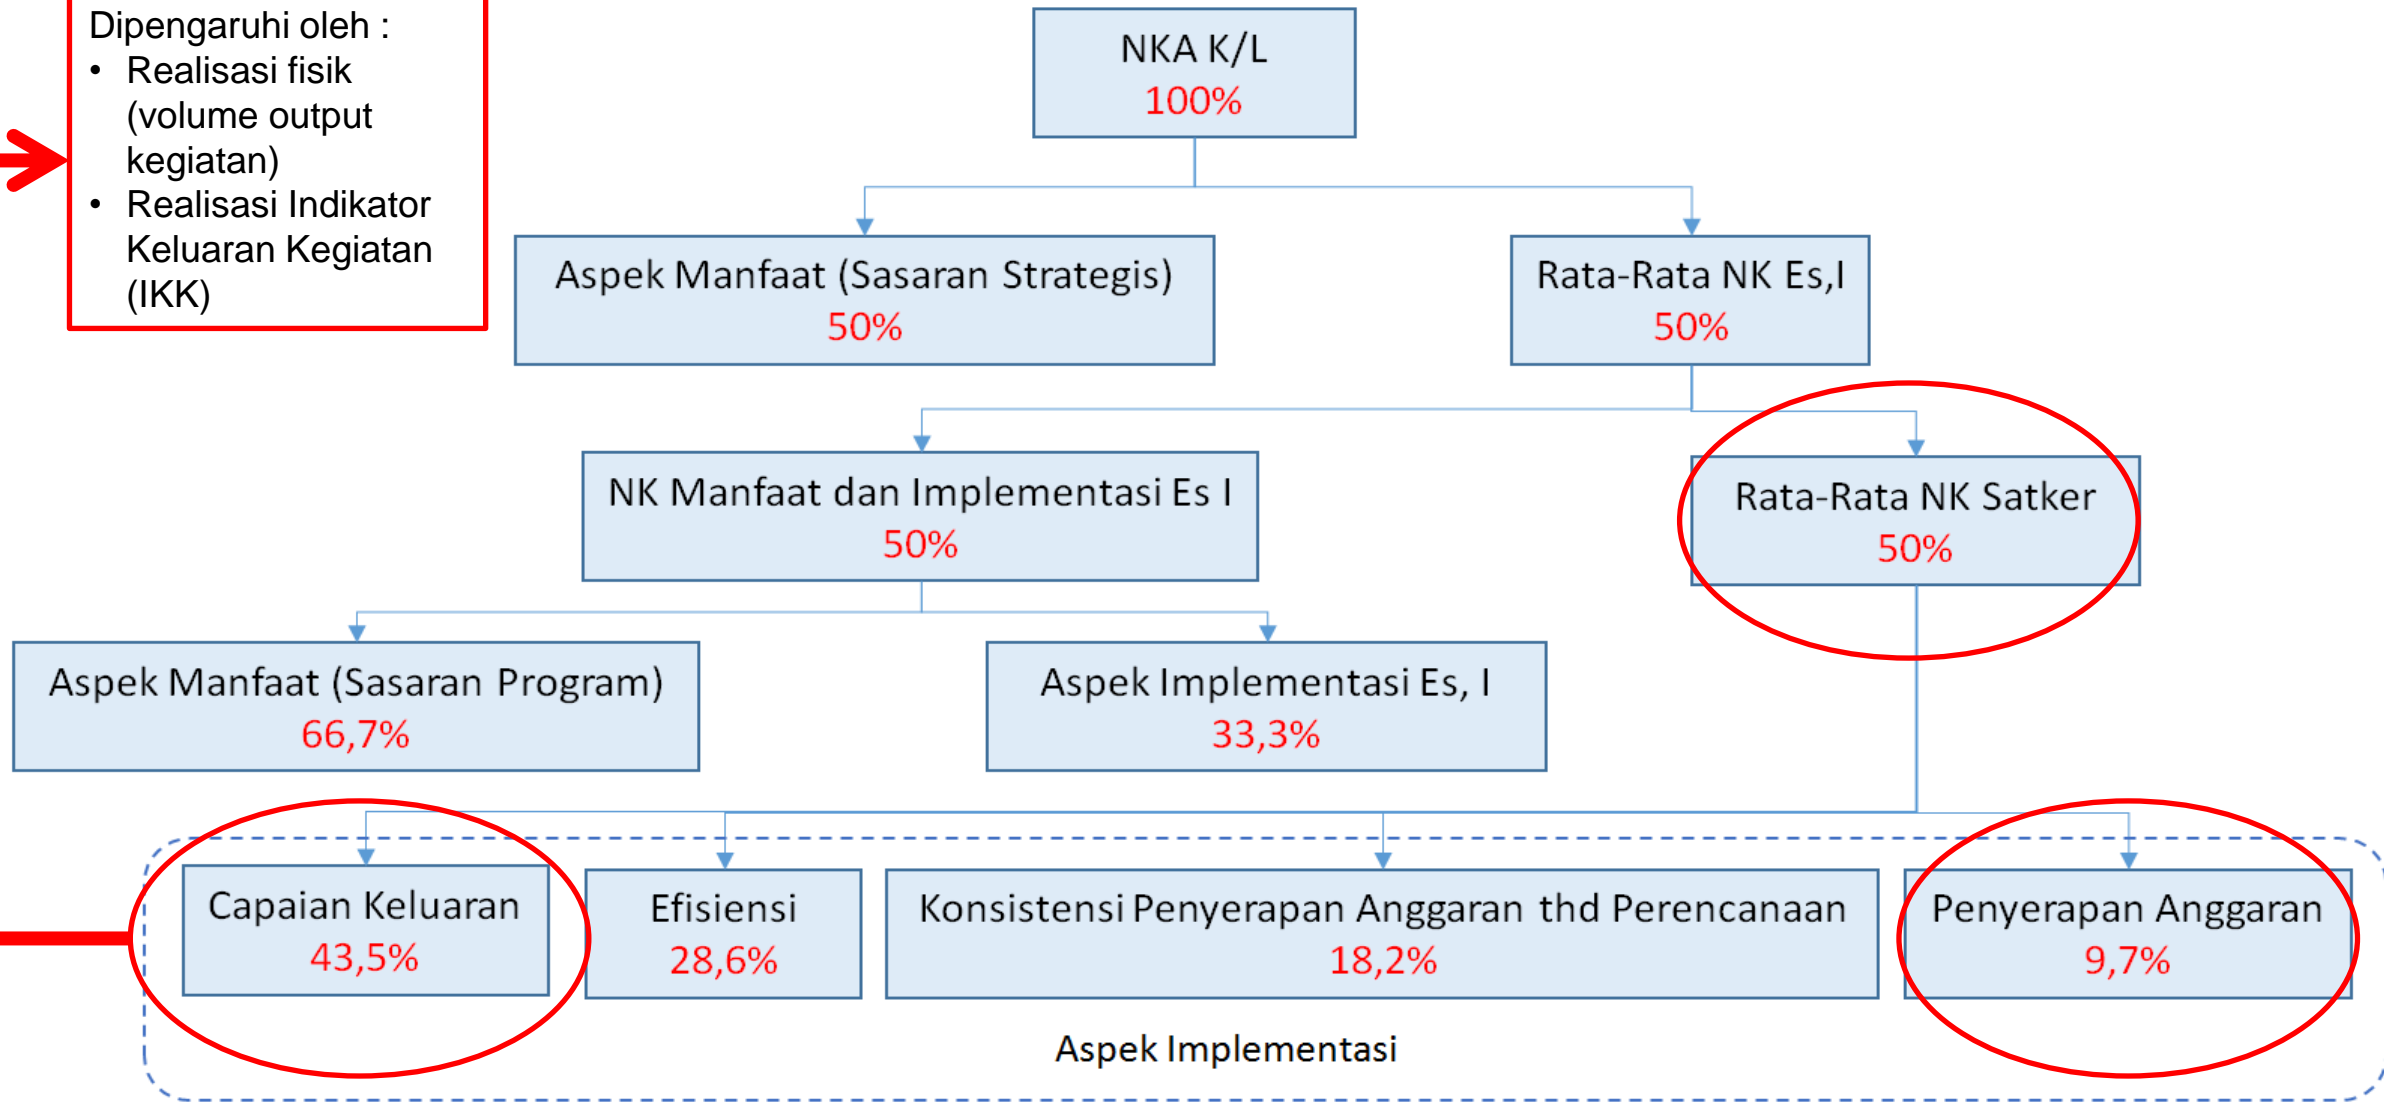 Dipengaruhi oleh :
• Realisasi fisik
(volume output
kegiatan)
• Realisasi Indikator
Keluaran Kegiatan
(IKK)
NKA K/L
100%
Aspek Manfaat (Sasaran Strategis)
50%
Rata-Rata NK Es,I
50%
NK Manfaat dan Implementasi Es I
50%
Rata-Rata NK Satker
50%
Aspek Manfaat (Sasaran Program)
66,7%
Aspek Implementasi Es, I
33,3%
Capaian Keluaran
43,5%
Efisiensi
28,6%
Konsistensi Penyerapan Anggaran thd Perencanaan
18,2%
Penyerapan Anggaran
9,7%
Aspek Implementasi